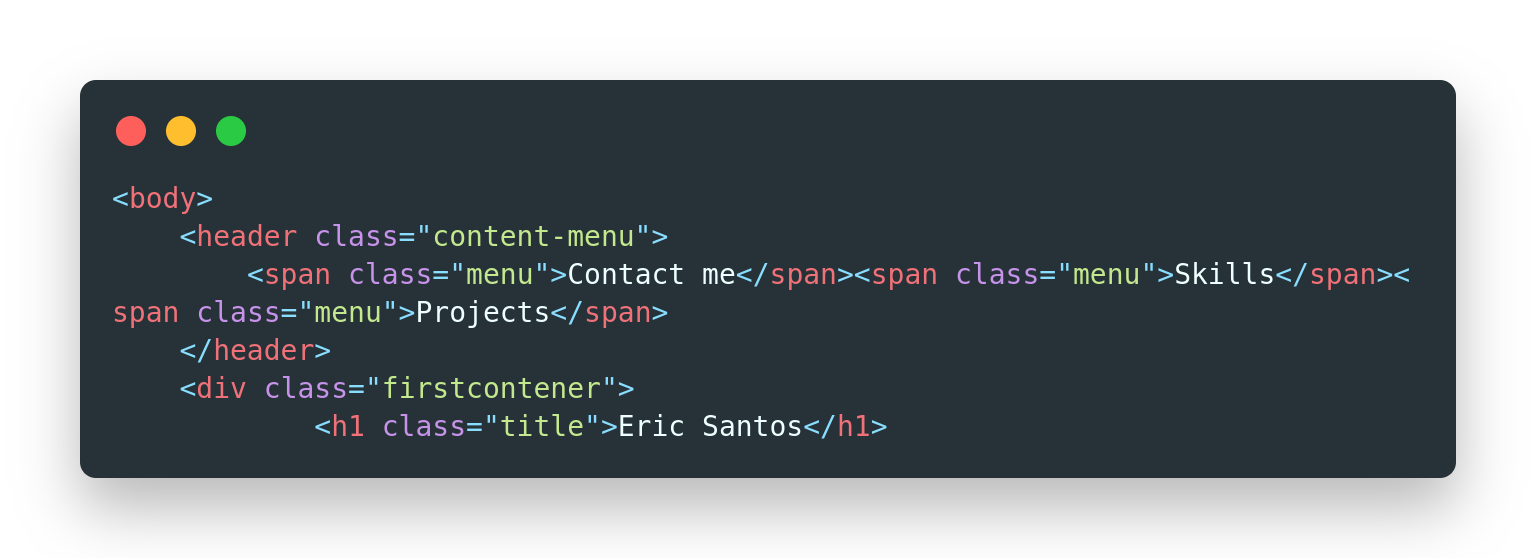 <body>
    <header class="content-menu">
        <span class="menu">Contact me</span><span class="menu">Skills</span><
span class="menu">Projects</span>
    </header>
    <div class="firstcontener">
            <h1 class="title">Eric Santos</h1>